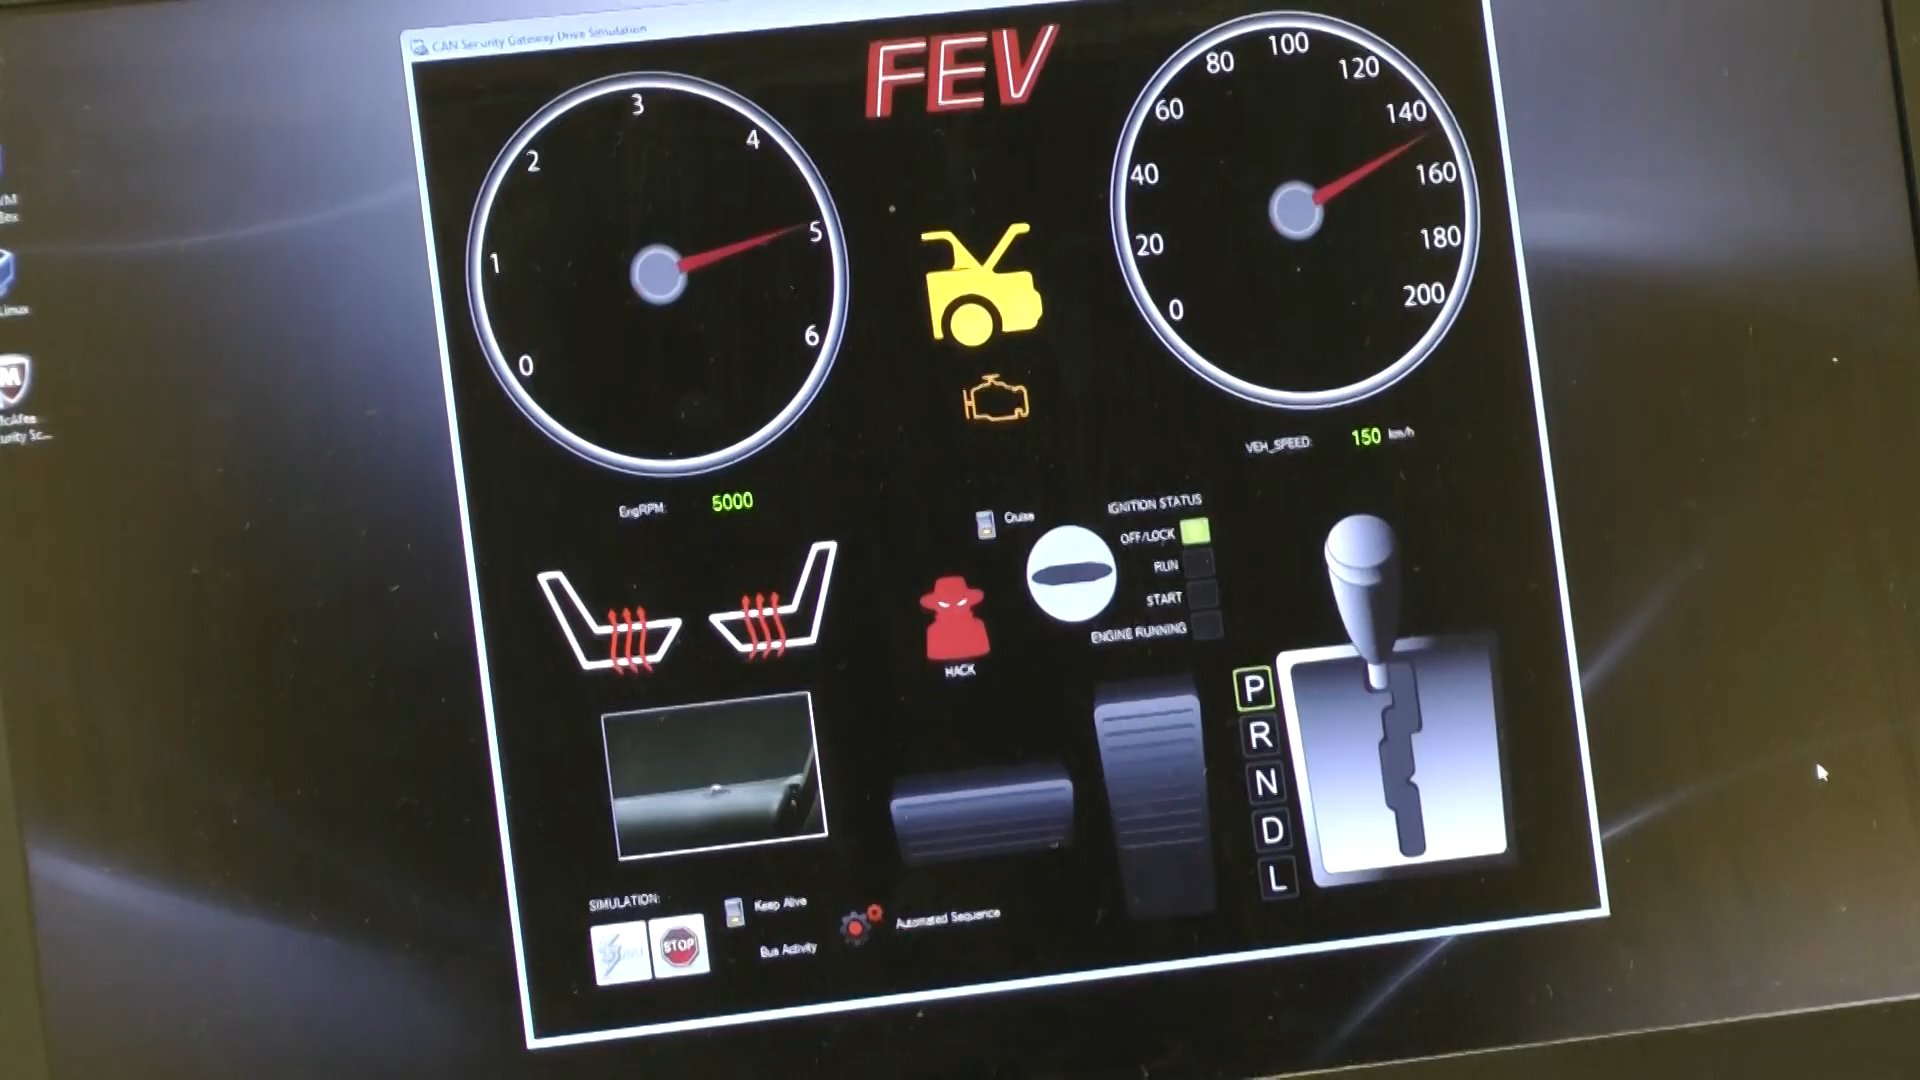 CAN Security Gateway Drive Simulation
FEV
0
1
2
3
4
5
6
0
20
40
60
80
100
120
140
160
180
200
EngRPM:
5000
VEH_SPEED:
150 km/h
Cruise
IGNITION STATUS
OFF/LOCK
RUN
START
ENGINE RUNNING
HACK
P
R
N
D
L
SIMULATION:
STOP
Keep Alive
Bus Activity
Automated Sequence
M
McAfee